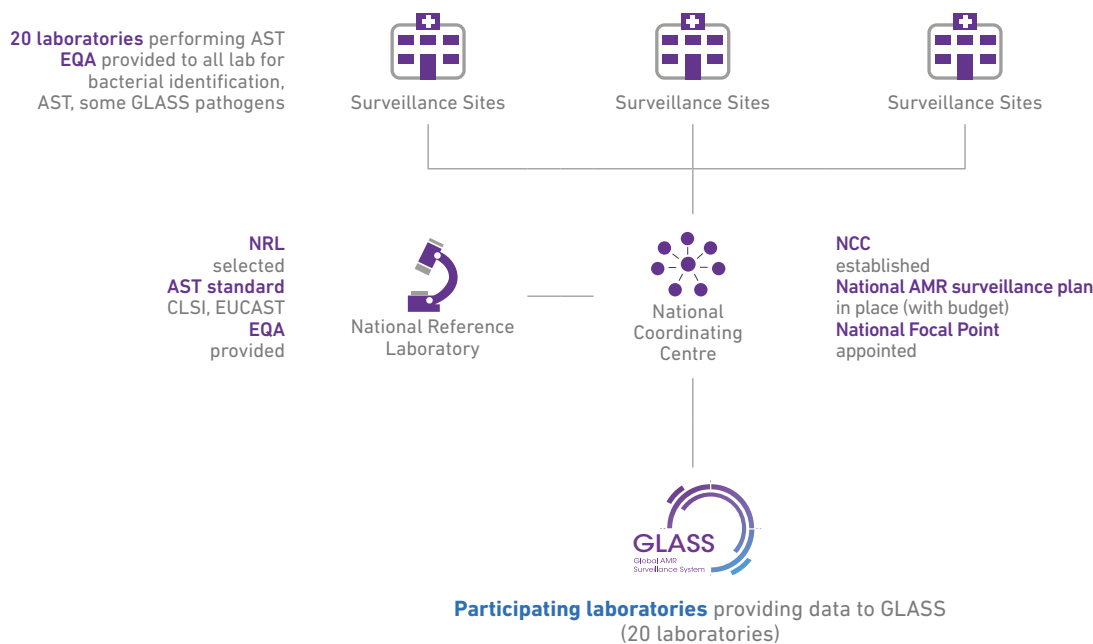 20 laboratories performing AST
EQA provided to all lab for
bacterial identification,
AST, some GLASS pathogens
Surveillance Sites
Surveillance Sites
Surveillance Sites
NRL
selected
AST standard
CLSI, EUCAST
EQA
provided
National Reference
Laboratory
National
Coordinating
Centre
NCC
established
National AMR surveillance plan
in place (with budget)
National Focal Point
appointed
GLASS
Global AMR
Surveillance System
Participating laboratories providing data to GLASS
(20 laboratories)